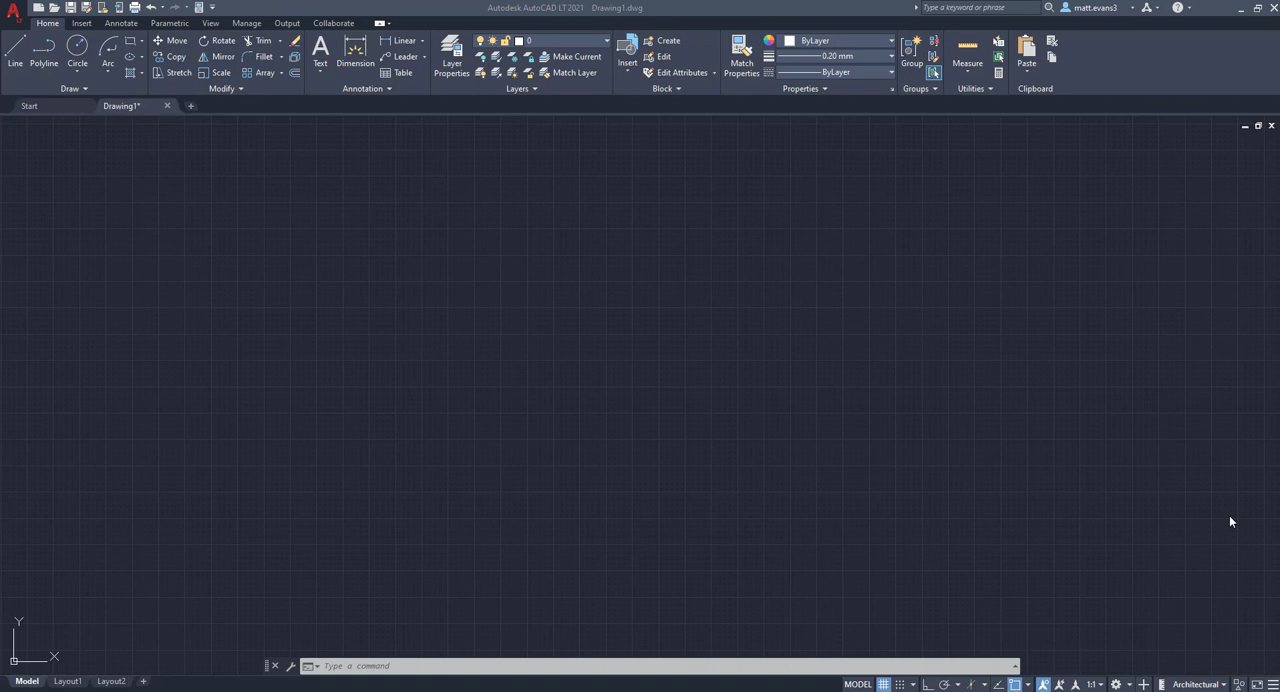 Autodesk AutoCAD LT 2021 Drawing1.dwg
Type a keyword or phrase
matt.evans3
Home Insert Annotate Parametric View Manage Output Collaborate
Line Polyline Circle Arc
Move Rotate Trim
Copy Mirror Fillet
Stretch Scale Array
Text Dimension
Linear
Leader
Table
Layer Properties
0
Make Current
Match Layer
Insert
Create
Edit
Edit Attributes
Match Properties
ByLayer
0.20 mm
ByLayer
Group
Measure
Paste
Draw Modify Annotation Layers Block Properties Groups Utilities Clipboard
Start Drawing1*
Y
X
Type a command
Model Layout1 Layout2
MODEL 1:1 Architectural